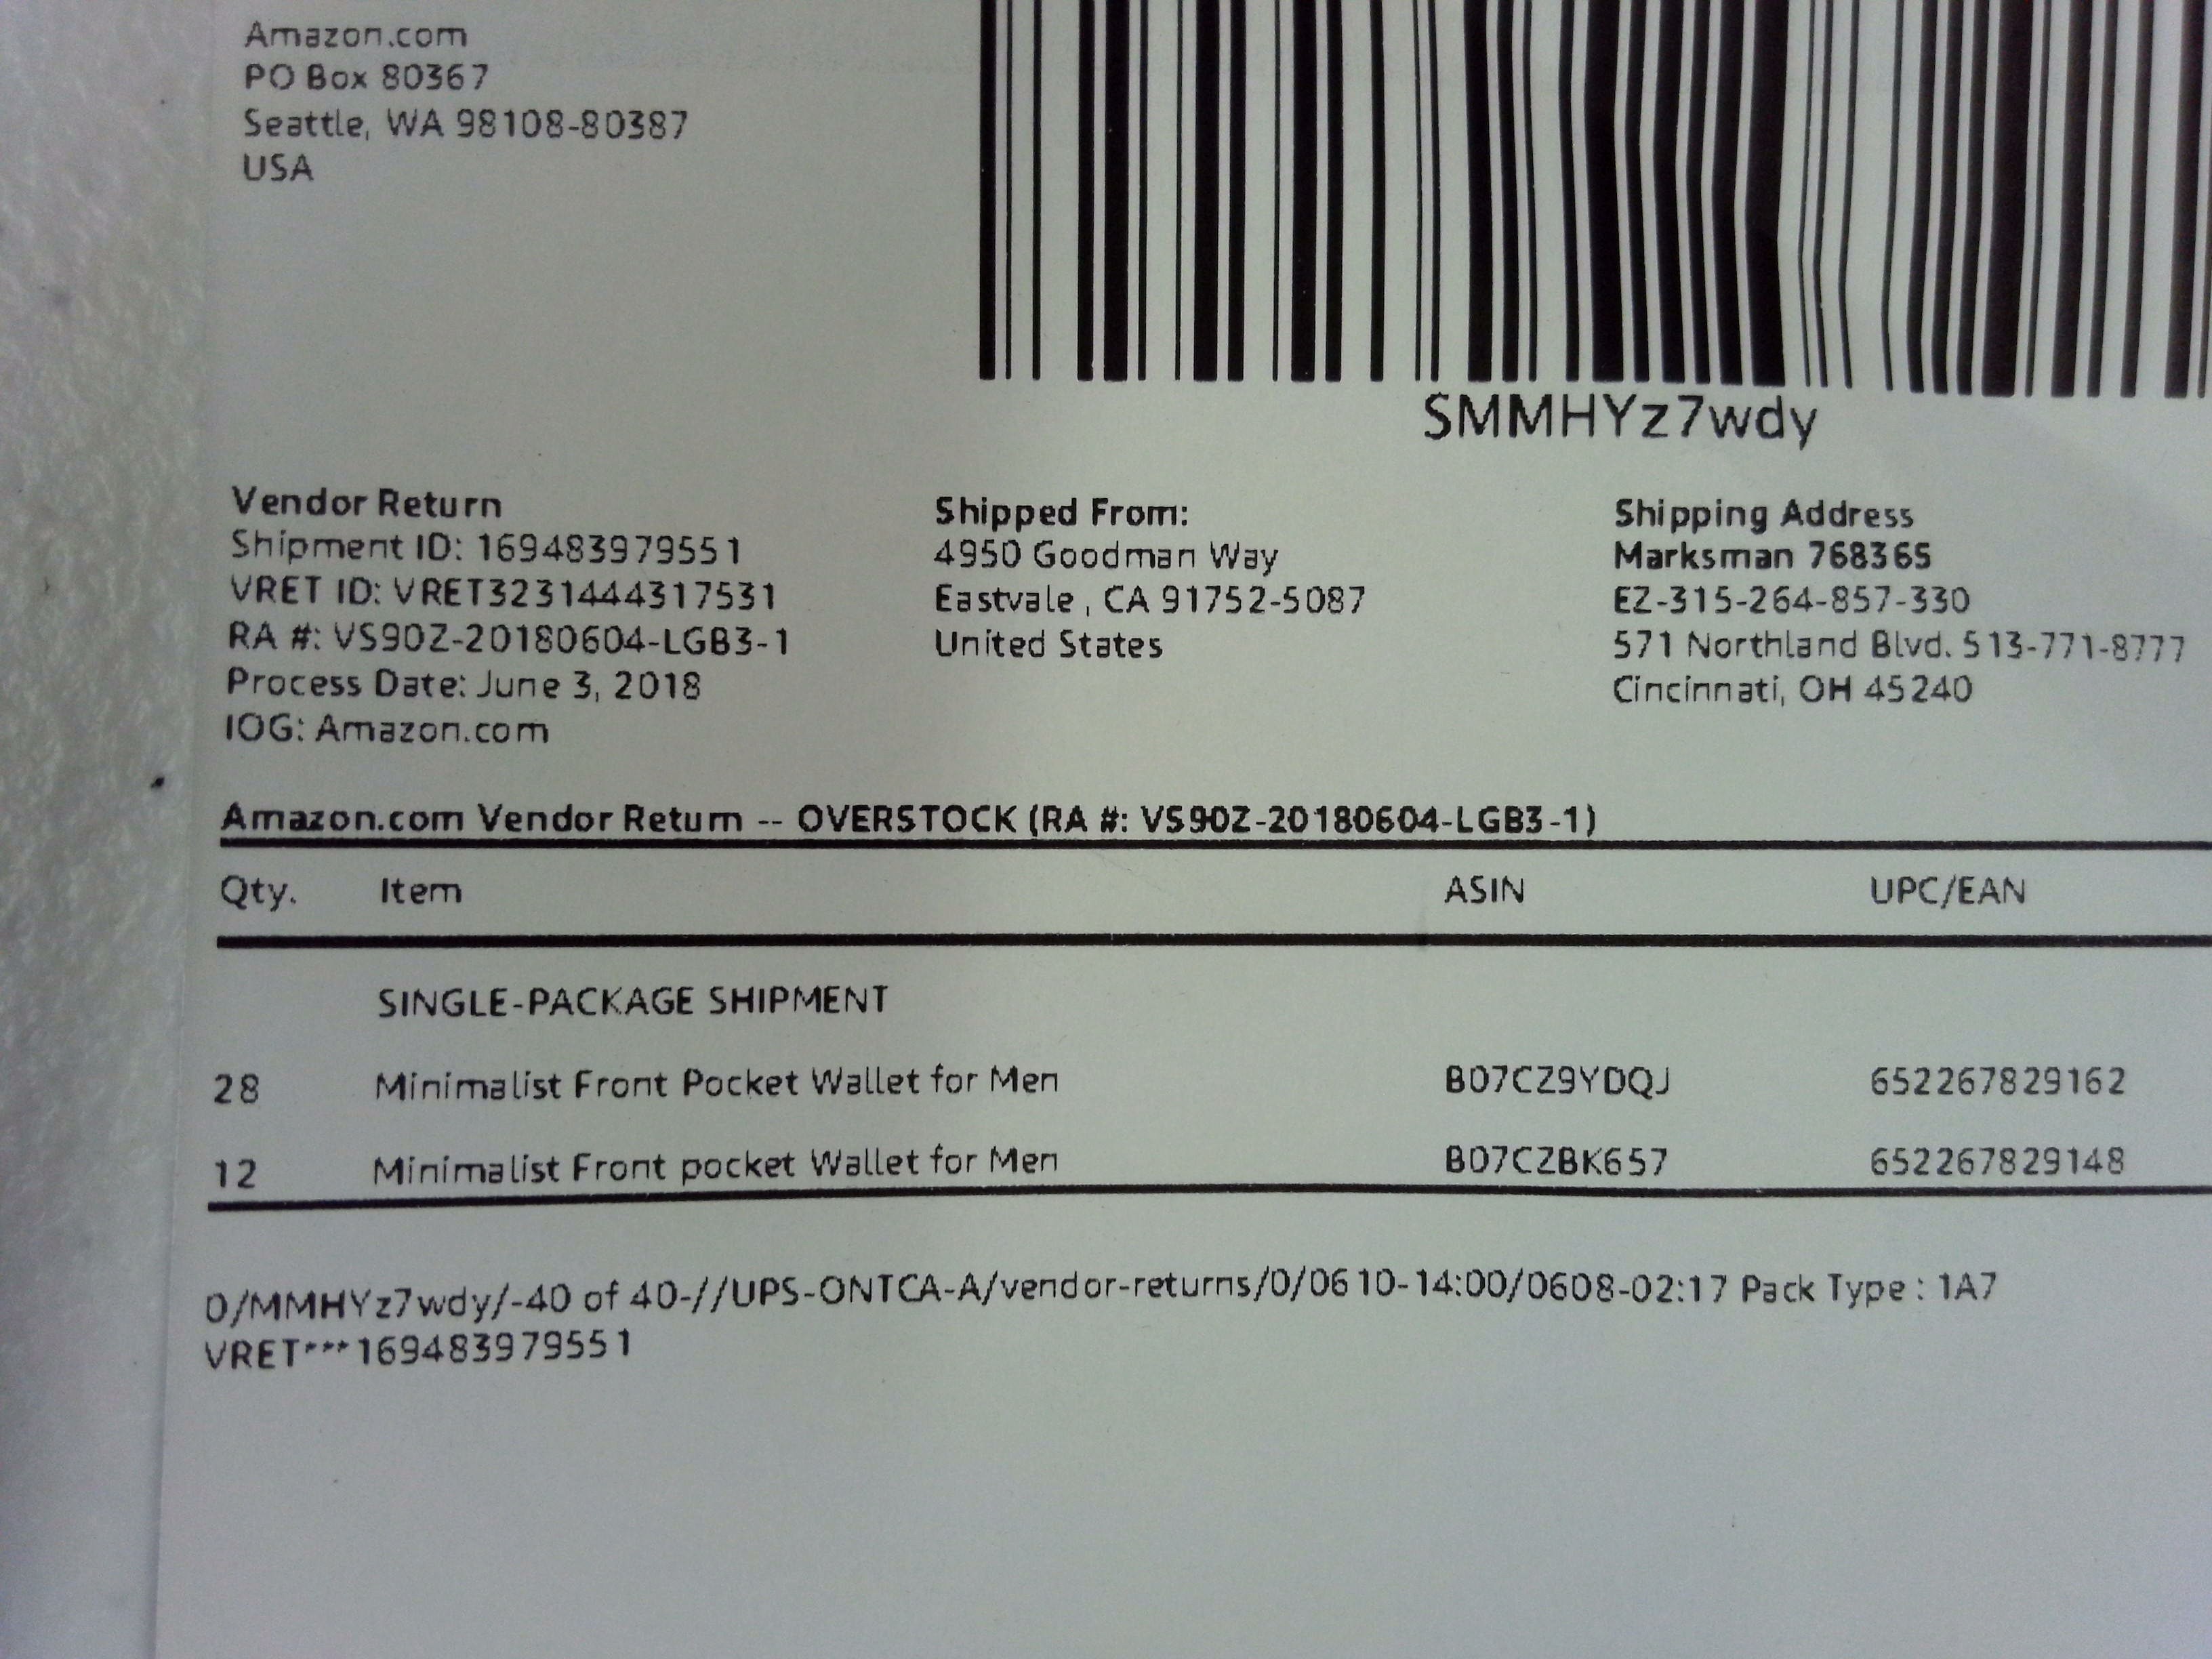 Amazon.com
PO Box 80367
Seattle, WA 98108-80387
USA
SMMHYz7wdy
Vendor Return
Shipment ID: 169483979551
VRET ID: VRET3231444317531
RA #: VS90Z-20180604-LGB3-1
Process Date: June 3, 2018
IOG: Amazon.com
Shipped From:
4950 Goodman Way
Eastvale , CA 91752-5087
United States
Shipping Address
Marksman 768365
EZ-315-264-857-330
571 Northland Blvd. 513-771-8777
Cincinnati, OH 45240
Amazon.com Vendor Return -- OVERSTOCK (RA #: VS90Z-20180604-LGB3-1)
Qty. Item ASIN UPC/EAN
SINGLE-PACKAGE SHIPMENT
28 Minimalist Front Pocket Wallet for Men B07CZ9YDQJ 652267829162
12 Minimalist Front pocket Wallet for Men B07CZBK657 652267829148
0/MMHYz7wdy/-40 of 40-//UPS-ONTCA-A/vendor-returns/0/0610-14:00/0608-02:17 Pack Type : 1A7
VRET***169483979551